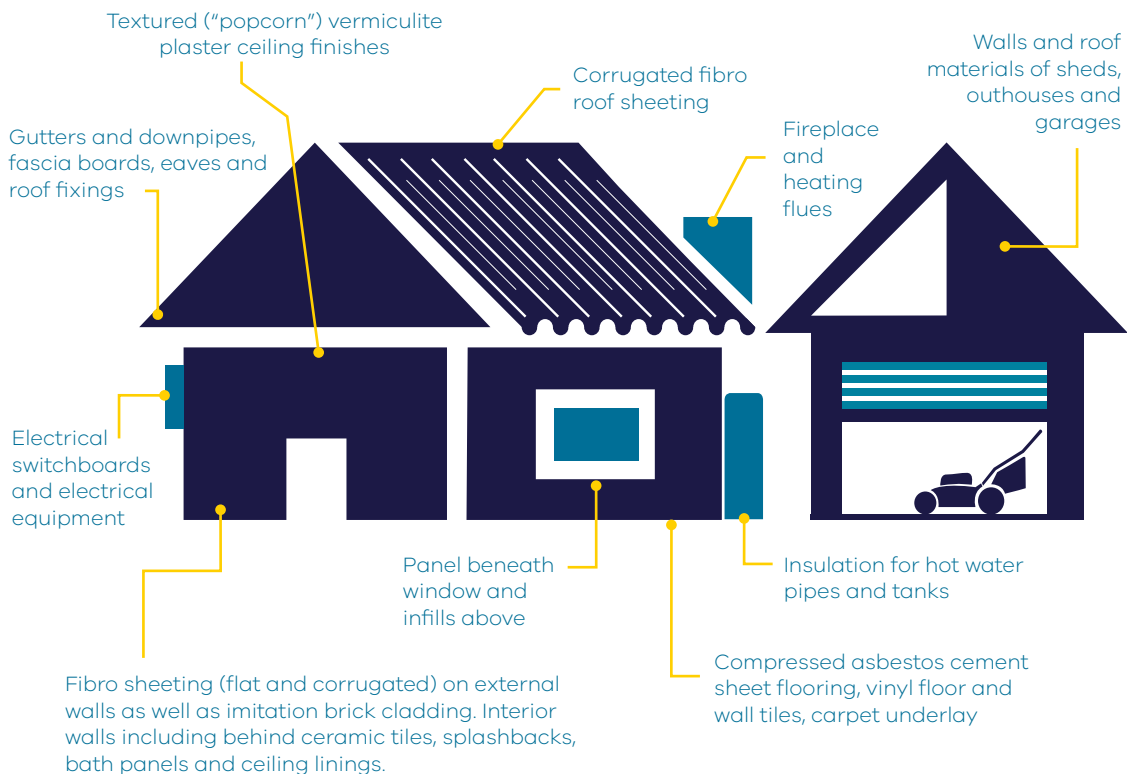 Textured (“popcorn”) vermiculite
plaster ceiling finishes
Corrugated fibro
roof sheeting
Walls and roof
materials of sheds,
outhouses and
garages
Gutters and downpipes,
fascia boards, eaves and
roof fixings
Fireplace
and
heating
flues
Electrical
switchboards
and electrical
equipment
Panel beneath
window and
infills above
Insulation for hot water
pipes and tanks
Fibro sheeting (flat and corrugated) on external
walls as well as imitation brick cladding. Interior
walls including behind ceramic tiles, splashbacks,
bath panels and ceiling linings.
Compressed asbestos cement
sheet flooring, vinyl floor and
wall tiles, carpet underlay